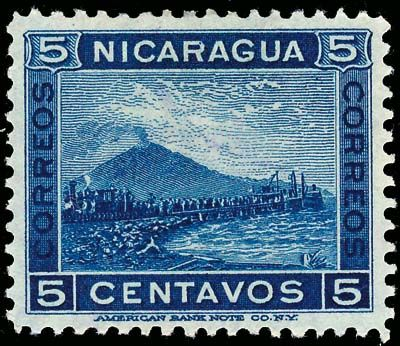 5 NICARAGUA 5
CORREOS
CORREOS
5 CENTAVOS 5
AMERICAN BANK NOTE CO. N.Y.